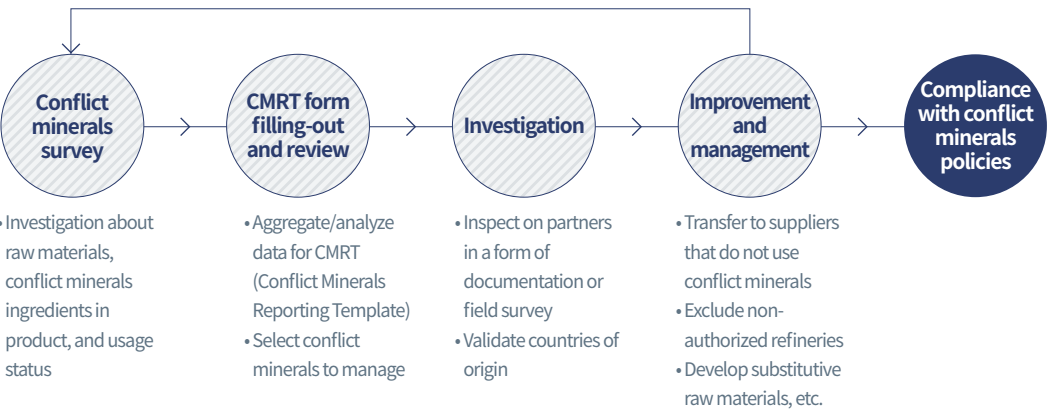 Conflict
minerals
survey
CMRT form
filling-out
and review
Investigation
Improvement
and
management
Compliance
with conflict
minerals
policies
• Investigation about
raw materials,
conflict minerals
ingredients in
product, and usage
status
• Aggregate/analyze
data for CMRT
(Conflict Minerals
Reporting Template)
• Select conflict
minerals to manage
• Inspect on partners
in a form of
documentation or
field survey
• Validate countries of
origin
• Transfer to suppliers
that do not use
conflict minerals
• Exclude non-
authorized refineries
• Develop substitutive
raw materials, etc.